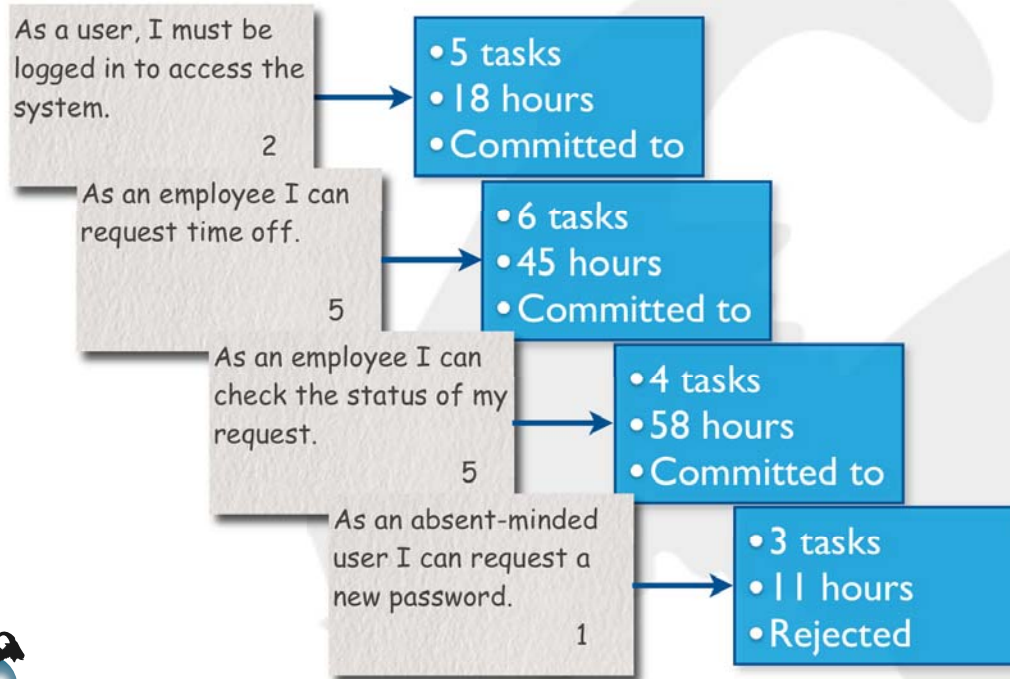 As a user, I must be
logged in to access the
system.
2
• 5 tasks
• 18 hours
• Committed to
As an employee I can
request time off.
5
• 6 tasks
• 45 hours
• Committed to
As an employee I can
check the status of my
request.
5
• 4 tasks
• 58 hours
• Committed to
As an absent-minded
user I can request a
new password.
1
• 3 tasks
• 11 hours
• Rejected